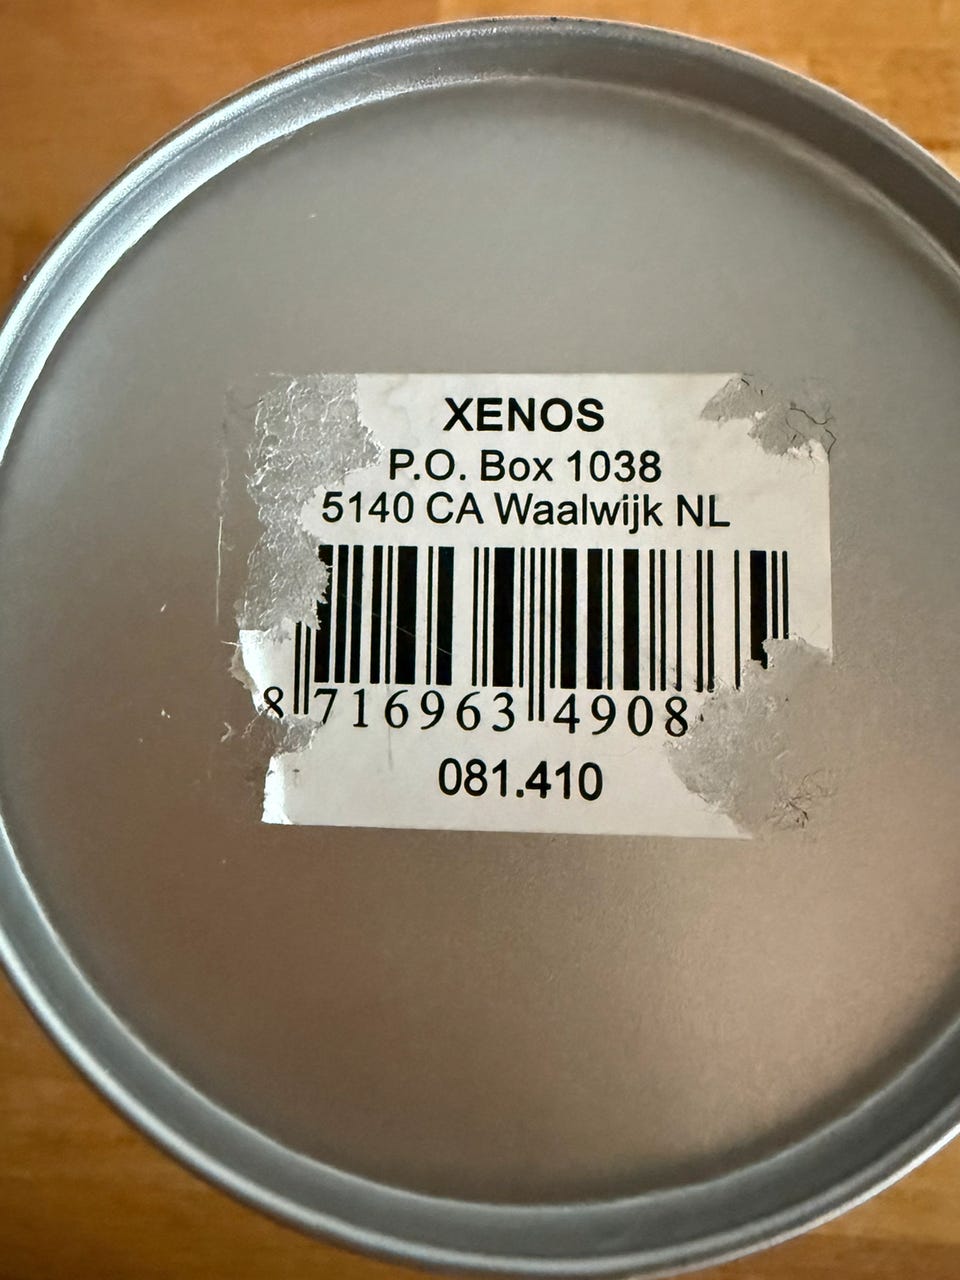 XENOS
P.O. Box 1038
5140 CA Waalwijk NL
8 716963 4908
081.410